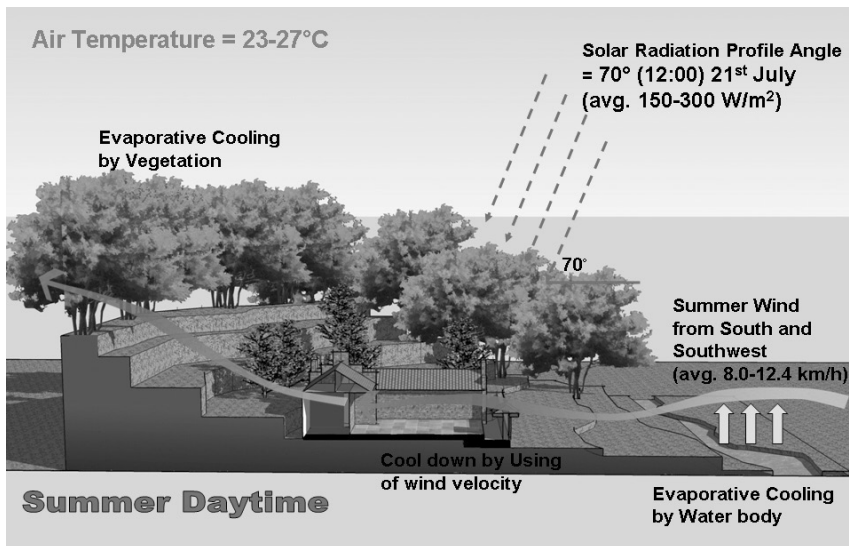 Air Temperature = 23-27°C
Solar Radiation Profile Angle
= 70° (12:00) 21st July
(avg. 150-300 W/m²)
Evaporative Cooling
by Vegetation
70°
Summer Wind
from South and
Southwest
(avg. 8.0-12.4 km/h)
Cool down by Using
of wind velocity
Summer Daytime
Evaporative Cooling
by Water body